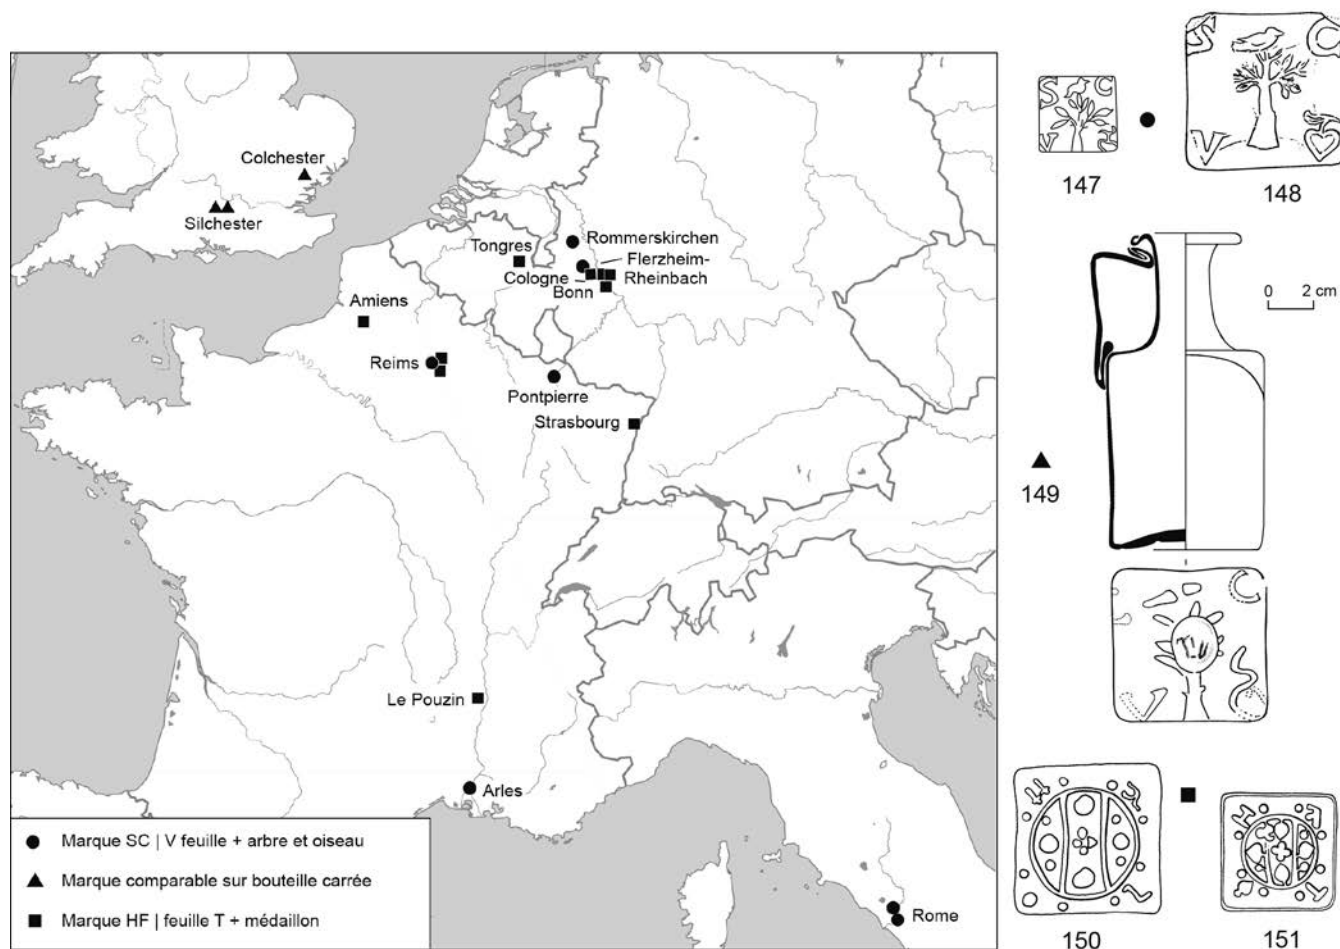 Colchester
Silchester
Tongres
Rommerskirchen
Flerzheim-
Rheinbach
Cologne
Bonn
Amiens
Reims
Pontpierre
Strasbourg
Le Pouzin
Arles
Rome
Marque SC | V feuille + arbre et oiseau
Marque comparable sur bouteille carrée
Marque HF | feuille T + médaillon
S C
V
147
S C
V
148
0 2 cm
149
C
V S
150
151